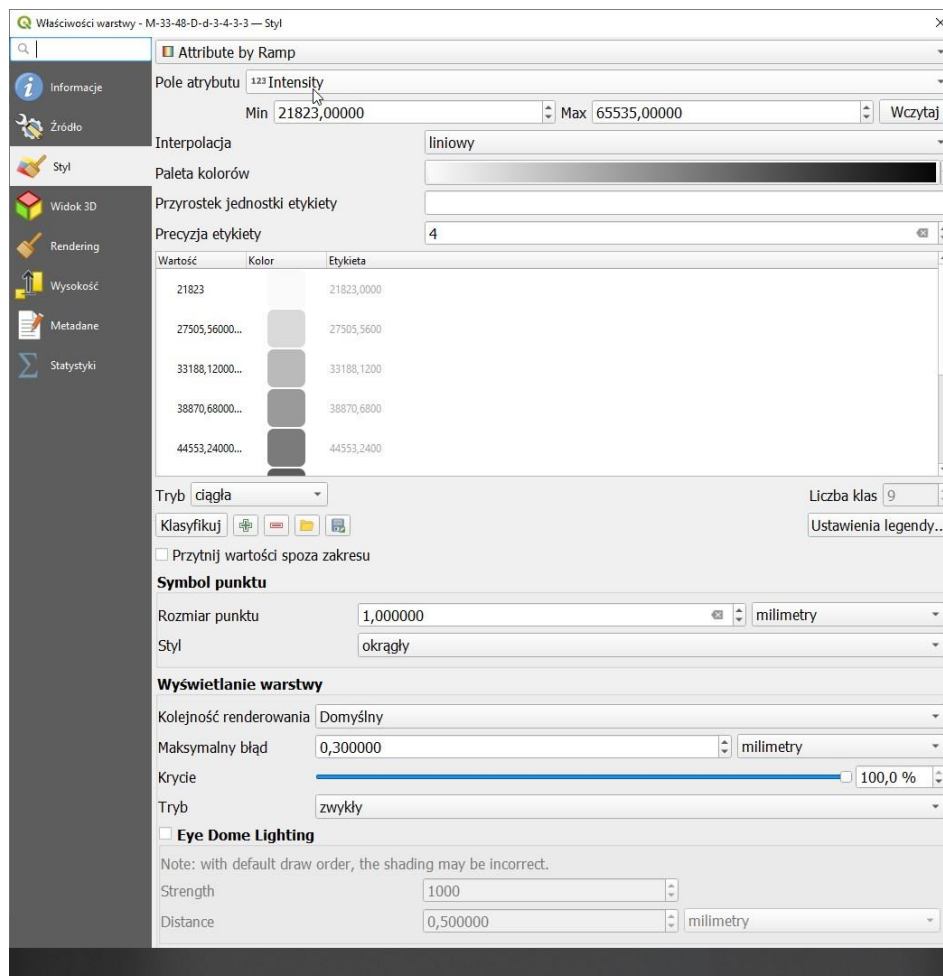 Właściwości warstwy - M-33-48-D-d-3-4-3-3 — Styl
Attribute by Ramp
Informacje
Źródło
Styl
Widok 3D
Rendering
Wysokość
Metadane
Statystyki
Pole atrybutu 123 Intensity
Min 21823,00000 Max 65535,00000 Wczytaj
Interpolacja liniowy
Paleta kolorów
Przyrostek jednostki etykiety
Precyzja etykiety 4
Wartość Kolor Etykieta
21823 21823,0000
27505,56000... 27505,5600
33188,12000... 33188,1200
38870,68000... 38870,6800
44553,24000... 44553,2400
Tryb ciągła Liczba klas 9
Klasyfikuj Ustawienia legendy...
Przytnij wartości spoza zakresu
Symbol punktu
Rozmiar punktu 1,000000 milimetry
Styl okrągły
Wyświetlanie warstwy
Kolejność renderowania Domyślny
Maksymalny błąd 0,300000 milimetry
Krycie 100,0 %
Tryb zwykły
Eye Dome Lighting
Note: with default draw order, the shading may be incorrect.
Strength 1000
Distance 0,500000 milimetry